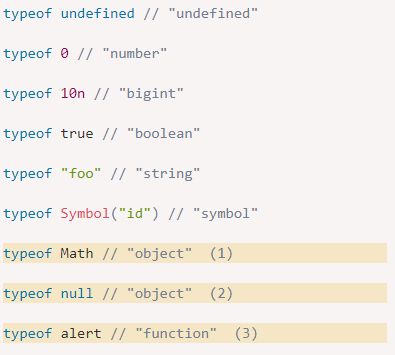 typeof undefined // "undefined"
typeof 0 // "number"
typeof 10n // "bigint"
typeof true // "boolean"
typeof "foo" // "string"
typeof Symbol("id") // "symbol"
typeof Math // "object"  (1)
typeof null // "object"  (2)
typeof alert // "function"  (3)